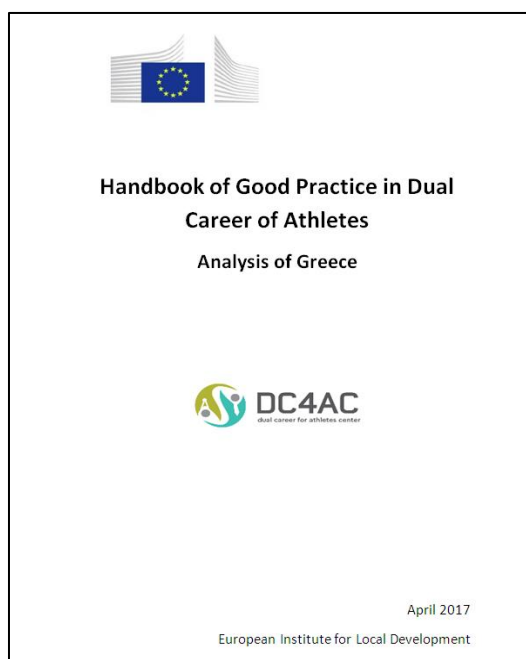 Handbook of Good Practice in Dual
Career of Athletes
Analysis of Greece
DC4AC
dual career for athletes center
April 2017
European Institute for Local Development